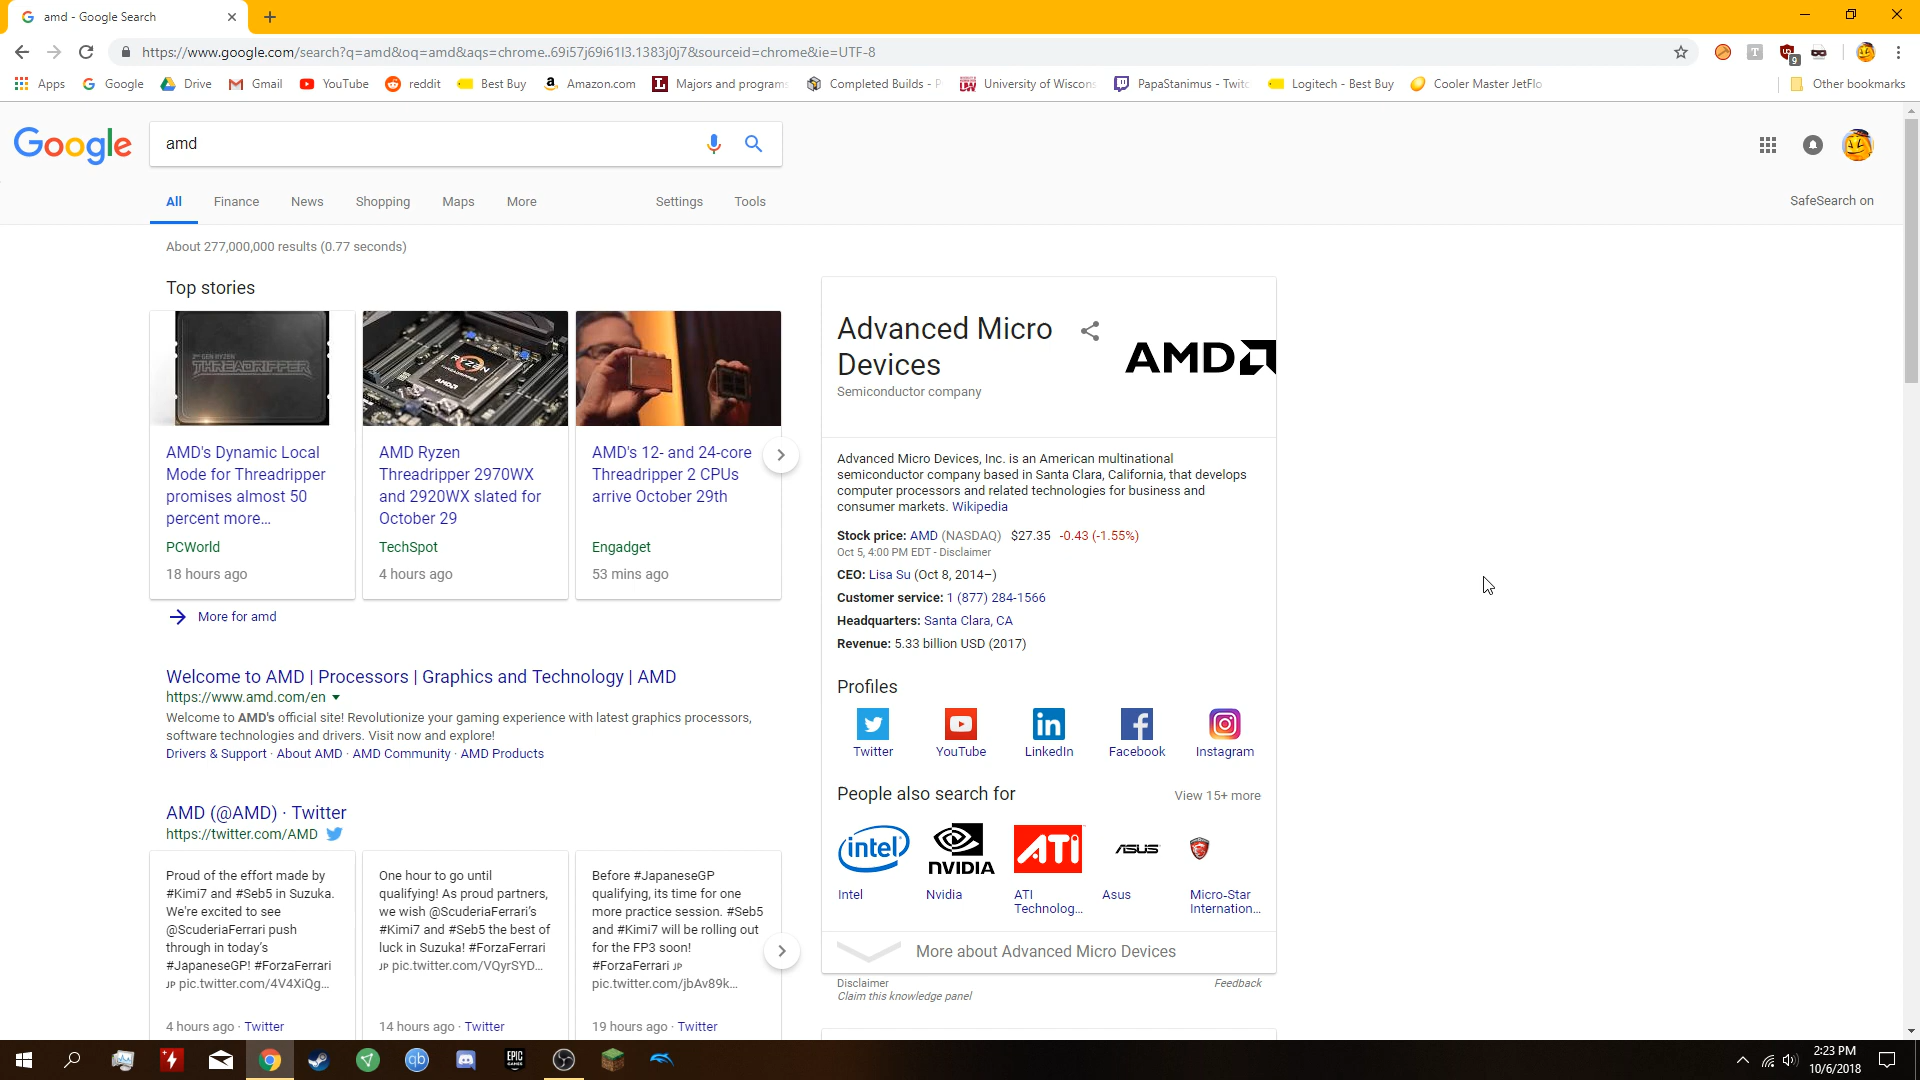 amd - Google Search
https://www.google.com/search?q=amd&oq=amd&aqs=chrome..69i57j69i61l3.1383j0j7&sourceid=chrome&ie=UTF-8
9
Apps Google Drive Gmail YouTube reddit Best Buy Amazon.com Majors and programs Completed Builds - University of Wiscons PapaStanimus - Twitc Logitech - Best Buy Cooler Master JetFlo Other bookmarks
Google
amd
All Finance News Shopping Maps More Settings Tools
SafeSearch on
About 277,000,000 results (0.77 seconds)
Top stories
2ND GEN RYZEN
THREADRIPPER
RYZEN
AMD
AMD's Dynamic Local
Mode for Threadripper
promises almost 50
percent more...
PCWorld
18 hours ago
AMD Ryzen
Threadripper 2970WX
and 2920WX slated for
October 29
TechSpot
4 hours ago
AMD's 12- and 24-core
Threadripper 2 CPUs
arrive October 29th
Engadget
53 mins ago
More for amd
Welcome to AMD | Processors | Graphics and Technology | AMD
https://www.amd.com/en
Welcome to AMD's official site! Revolutionize your gaming experience with latest graphics processors,
software technologies and drivers. Visit now and explore!
Drivers & Support · About AMD · AMD Community · AMD Products
AMD (@AMD) · Twitter
https://twitter.com/AMD
Proud of the effort made by
#Kimi7 and #Seb5 in Suzuka.
We're excited to see
@ScuderiaFerrari push
through in today's
#JapaneseGP! #ForzaFerrari
JP pic.twitter.com/4V4XiQg...
4 hours ago · Twitter
One hour to go until
qualifying! As proud partners,
we wish @ScuderiaFerrari's
#Kimi7 and #Seb5 the best of
luck in Suzuka! #ForzaFerrari
JP pic.twitter.com/VQyrSYD...
14 hours ago · Twitter
Before #JapaneseGP
qualifying, its time for one
more practice session. #Seb5
and #Kimi7 will be rolling out
for the FP3 soon!
#ForzaFerrari JP
pic.twitter.com/jbAv89k...
19 hours ago · Twitter
Advanced Micro
Devices
Semiconductor company
AMD
Advanced Micro Devices, Inc. is an American multinational
semiconductor company based in Santa Clara, California, that develops
computer processors and related technologies for business and
consumer markets. Wikipedia
Stock price: AMD (NASDAQ) $27.35 -0.43 (-1.55%)
Oct 5, 4:00 PM EDT - Disclaimer
CEO: Lisa Su (Oct 8, 2014–)
Customer service: 1 (877) 284-1566
Headquarters: Santa Clara, CA
Revenue: 5.33 billion USD (2017)
Profiles
Twitter YouTube LinkedIn Facebook Instagram
People also search for
View 15+ more
intel NVIDIA ATI ASUS
Intel
Nvidia
ATI
Technolog...
Asus
Micro-Star
Internation...
More about Advanced Micro Devices
Disclaimer
Feedback
Claim this knowledge panel
qb
EPIC
GAMES
2:23 PM
10/6/2018